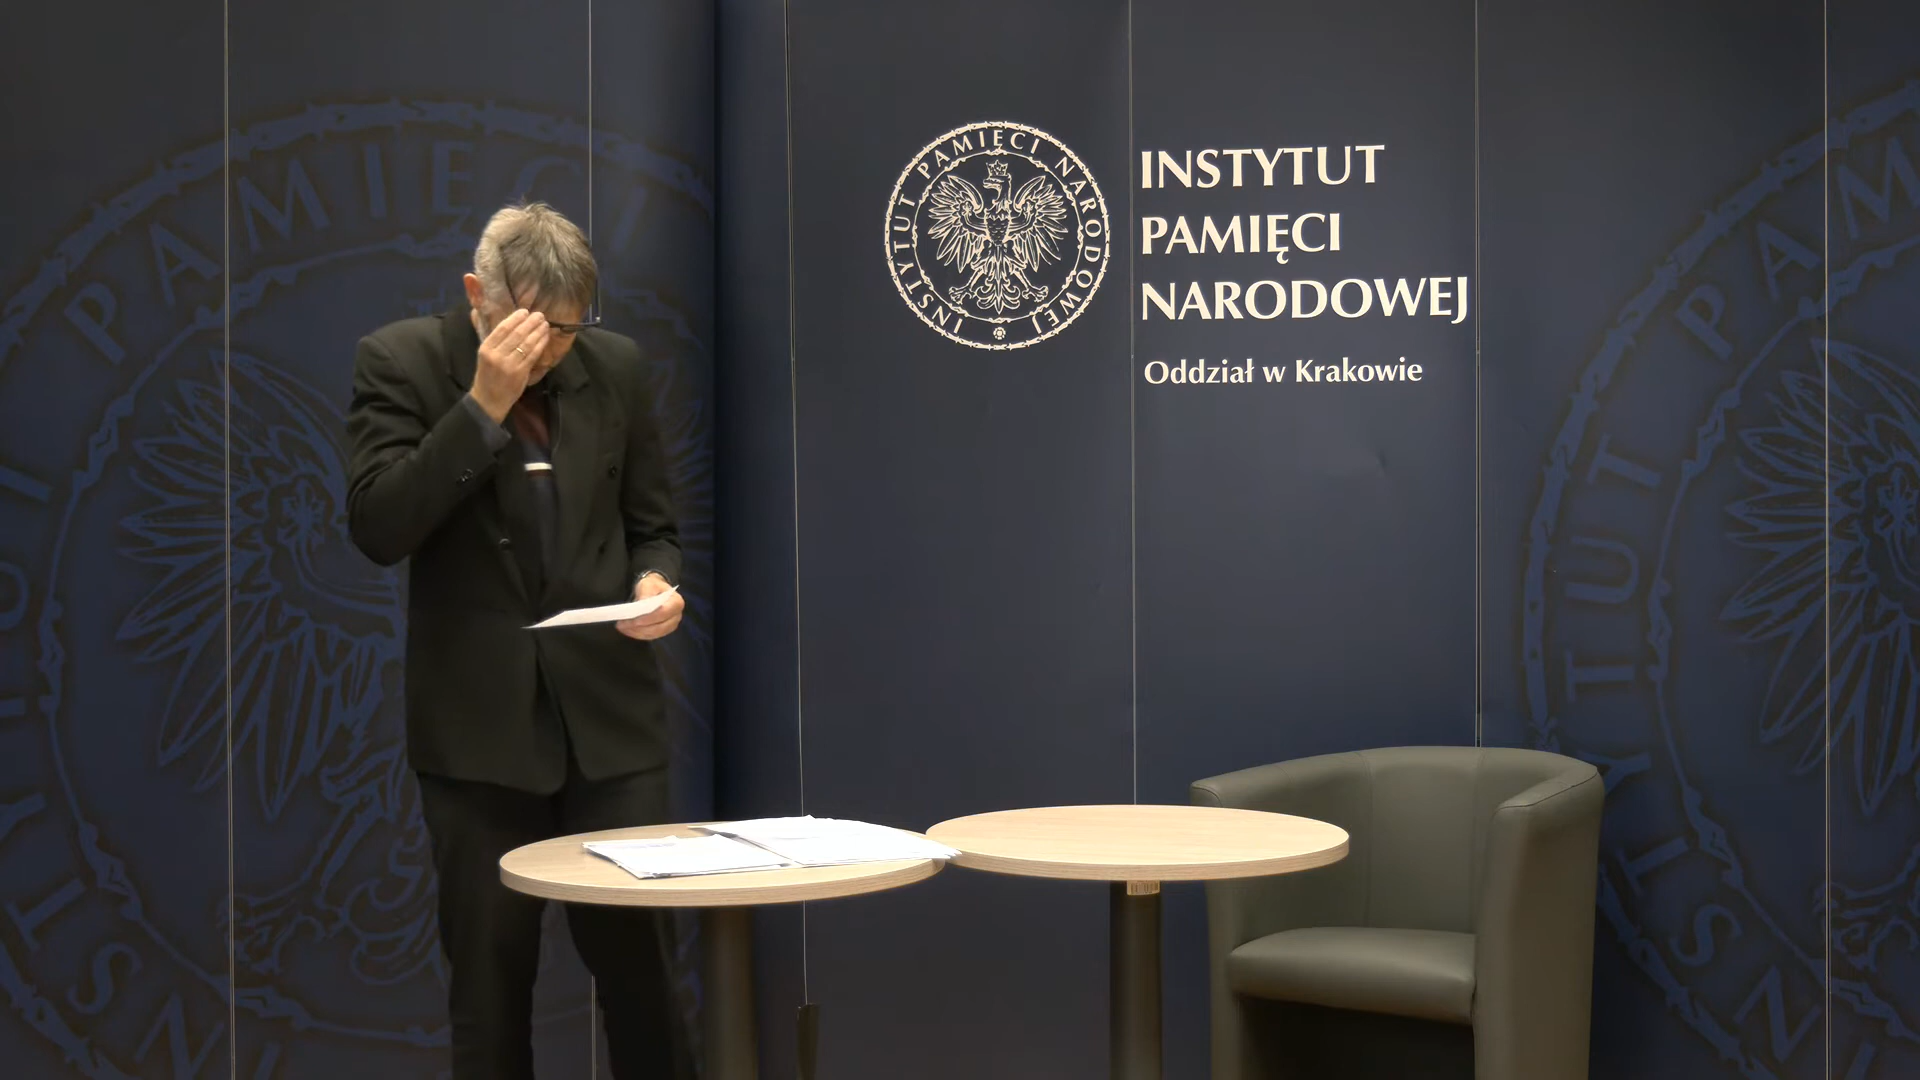 INSTYTUT PAMIĘCI NARODOWEJ
INSTYTUT
PAMIĘCI
NARODOWEJ
Oddział w Krakowie